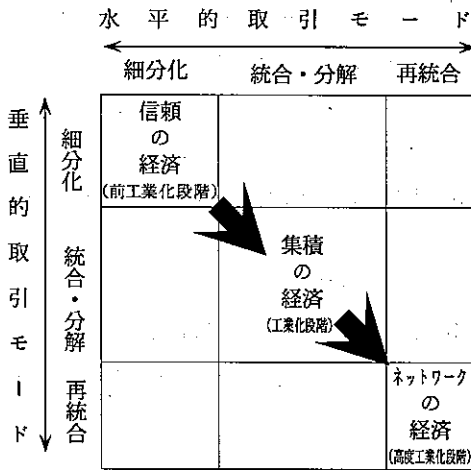 水平的取引モード
細分化
統合・分解
再統合
垂直的取引モード
細分化
統合・分解
再統合
信頼
の
経済
(前工業化段階)
集積
の
経済
(工業化段階)
ネットワーク
の
経済
(高度工業化段階)